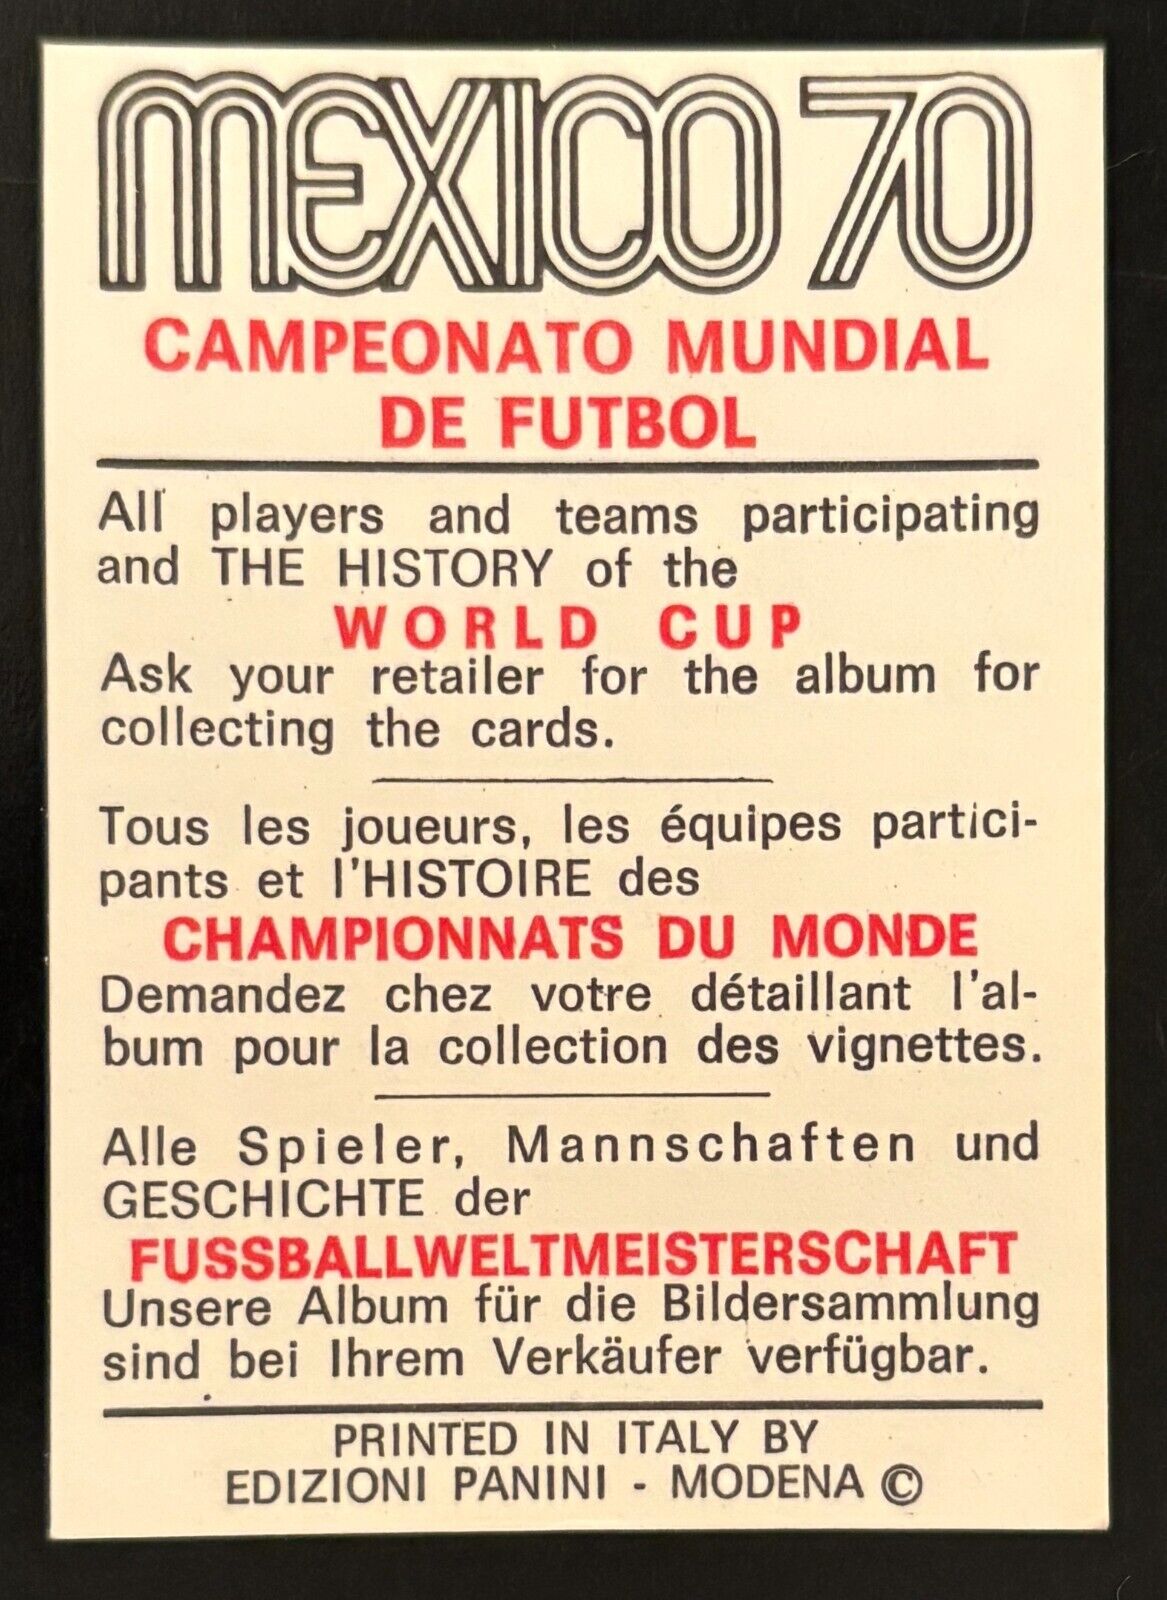 MEXICO 70
CAMPEONATO MUNDIAL
DE FUTBOL
All players and teams participating
and THE HISTORY of the
WORLD CUP
Ask your retailer for the album for
collecting the cards.
Tous les joueurs, les équipes partici-
pants et l'HISTOIRE des
CHAMPIONNATS DU MONDE
Demandez chez votre détaillant l'al-
bum pour la collection des vignettes.
Alle Spieler, Mannschaften und
GESCHICHTE der
FUSSBALLWELTMEISTERSCHAFT
Unsere Album für die Bildersammlung
sind bei Ihrem Verkäufer verfügbar.
PRINTED IN ITALY BY
EDIZIONI PANINI - MODENA ©